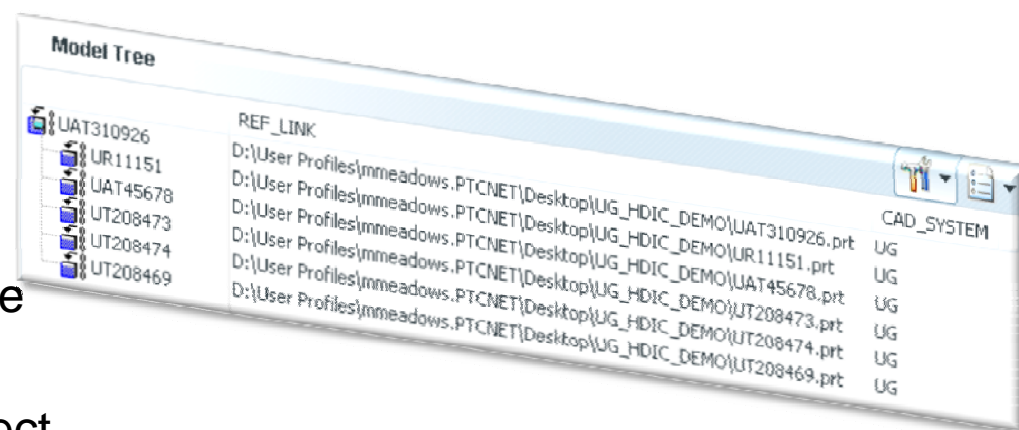 Model Tree
REF_LINK
CAD_SYSTEM
UAT310926 D:\User Profiles\mmeadows.PTCNET\Desktop\UG_HDIC_DEMO\UAT310926.prt UG
UR11151 D:\User Profiles\mmeadows.PTCNET\Desktop\UG_HDIC_DEMO\UR11151.prt UG
UAT45678 D:\User Profiles\mmeadows.PTCNET\Desktop\UG_HDIC_DEMO\UAT45678.prt UG
UT208473 D:\User Profiles\mmeadows.PTCNET\Desktop\UG_HDIC_DEMO\UT208473.prt UG
UT208474 D:\User Profiles\mmeadows.PTCNET\Desktop\UG_HDIC_DEMO\UT208474.prt UG
UT208469 D:\User Profiles\mmeadows.PTCNET\Desktop\UG_HDIC_DEMO\UT208469.prt UG
e